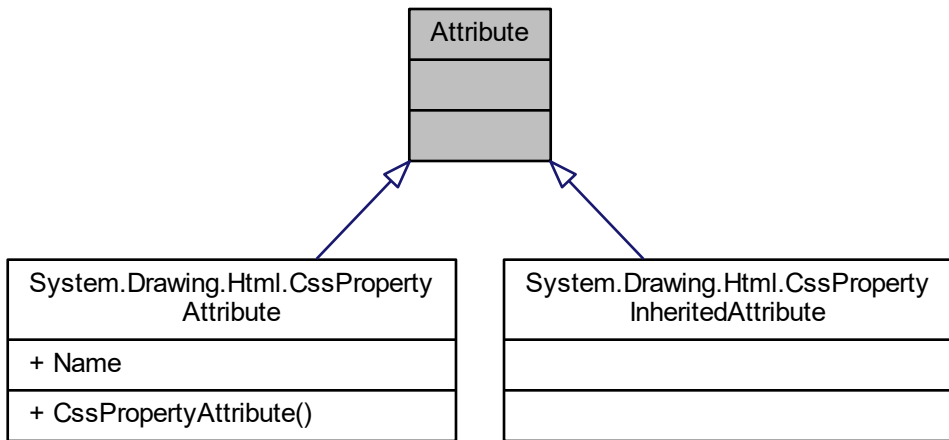 Attribute
System.Drawing.Html.CssProperty
Attribute
+ Name
+ CssPropertyAttribute()
System.Drawing.Html.CssProperty
InheritedAttribute